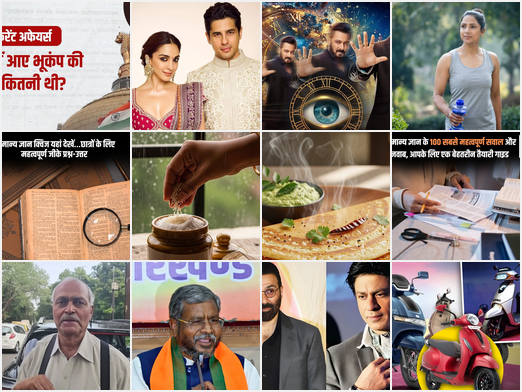 करेंट अफेयर्स
आए भूकंप की
कितनी थी?
मान्य ज्ञान क्विज यहां देखें...छात्रों के लिए
महत्वपूर्ण जीके प्रश्न-उत्तर
मान्य ज्ञान के 100 सबसे महत्वपूर्ण सवाल और
जवाब, आपके लिए एक बेहतरीन तैयारी गाइड